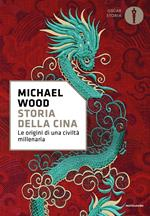 OSCAR
STORIA
MICHAEL
WOOD
STORIA
DELLA CINA
Le origini di una civiltà
millenaria
MONDADORI